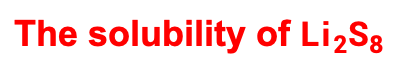 The solubility of Li₂S₈